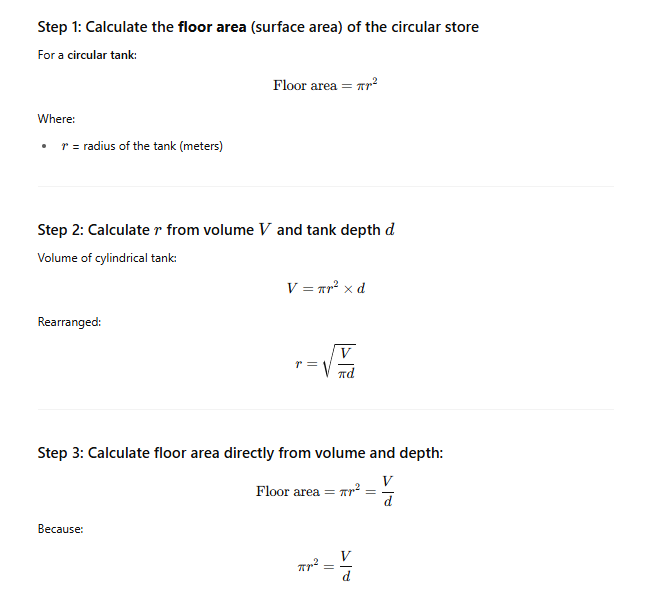 Step 1: Calculate the floor area (surface area) of the circular store
For a circular tank:
Floor area = πr²
Where:
• r = radius of the tank (meters)
Step 2: Calculate r from volume V and tank depth d
Volume of cylindrical tank:
V = πr² × d
Rearranged:
r = √(V/πd)
Step 3: Calculate floor area directly from volume and depth:
Floor area = πr² = V/d
Because:
πr² = V/d